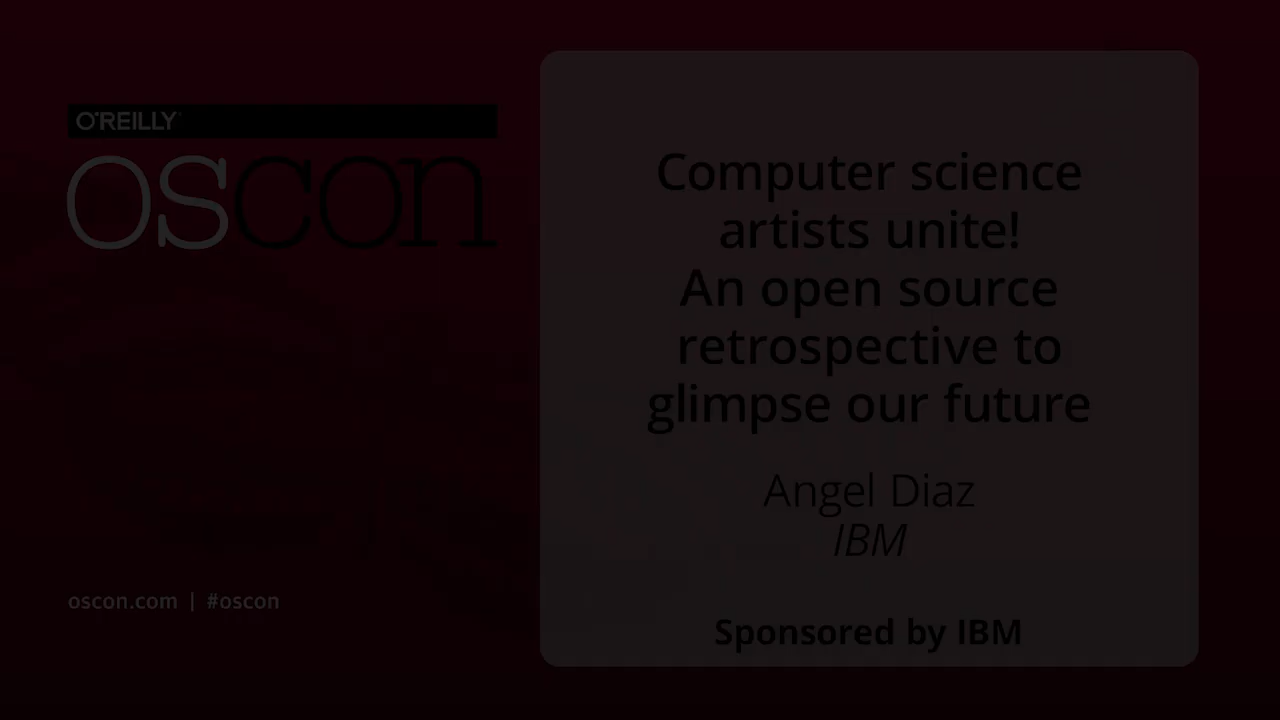 O'REILLY
oscon
Computer science
artists unite!
An open source
retrospective to
glimpse our future
Angel Diaz
IBM
Sponsored by IBM
oscon.com | #oscon